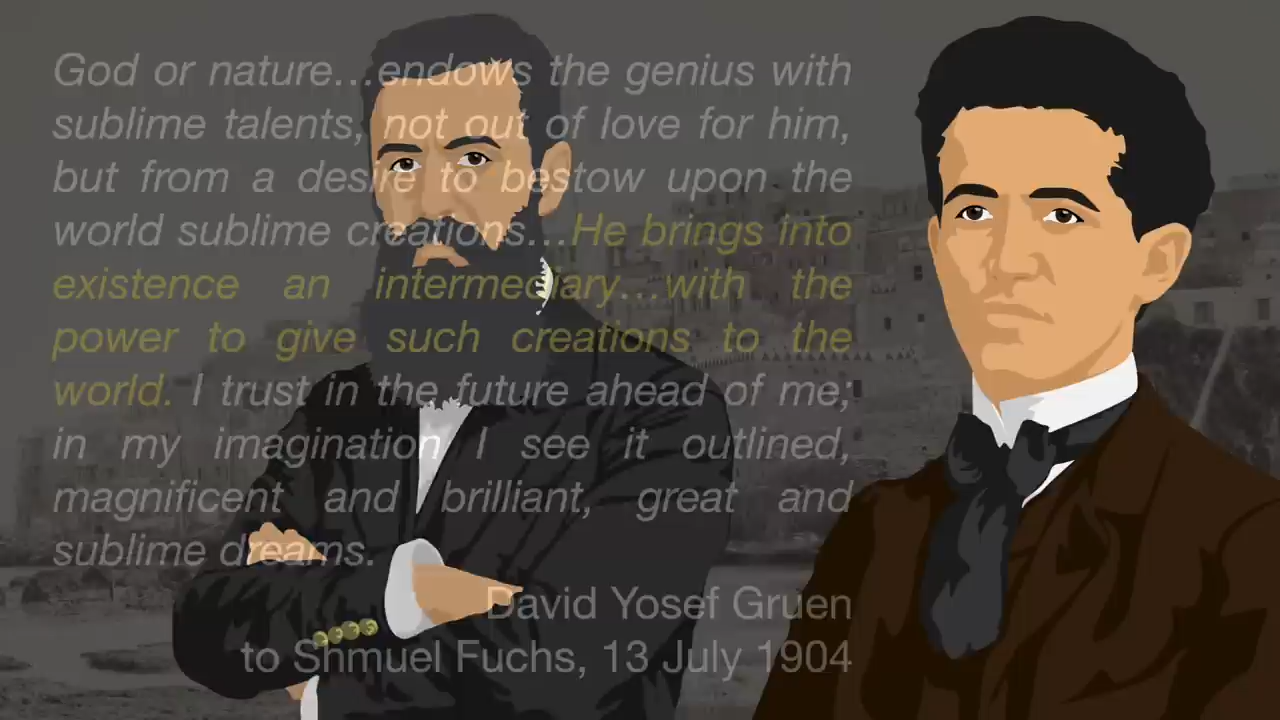 God or nature...endows the genius with
sublime talents, not out of love for him,
but from a desire to bestow upon the
world sublime creations...He brings into
existence an intermediary...with the
power to give such creations to the
world. I trust in the future ahead of me;
in my imagination I see it outlined,
magnificent and brilliant, great and
sublime dreams.
David Yosef Gruen
to Shmuel Fuchs, 13 July 1904